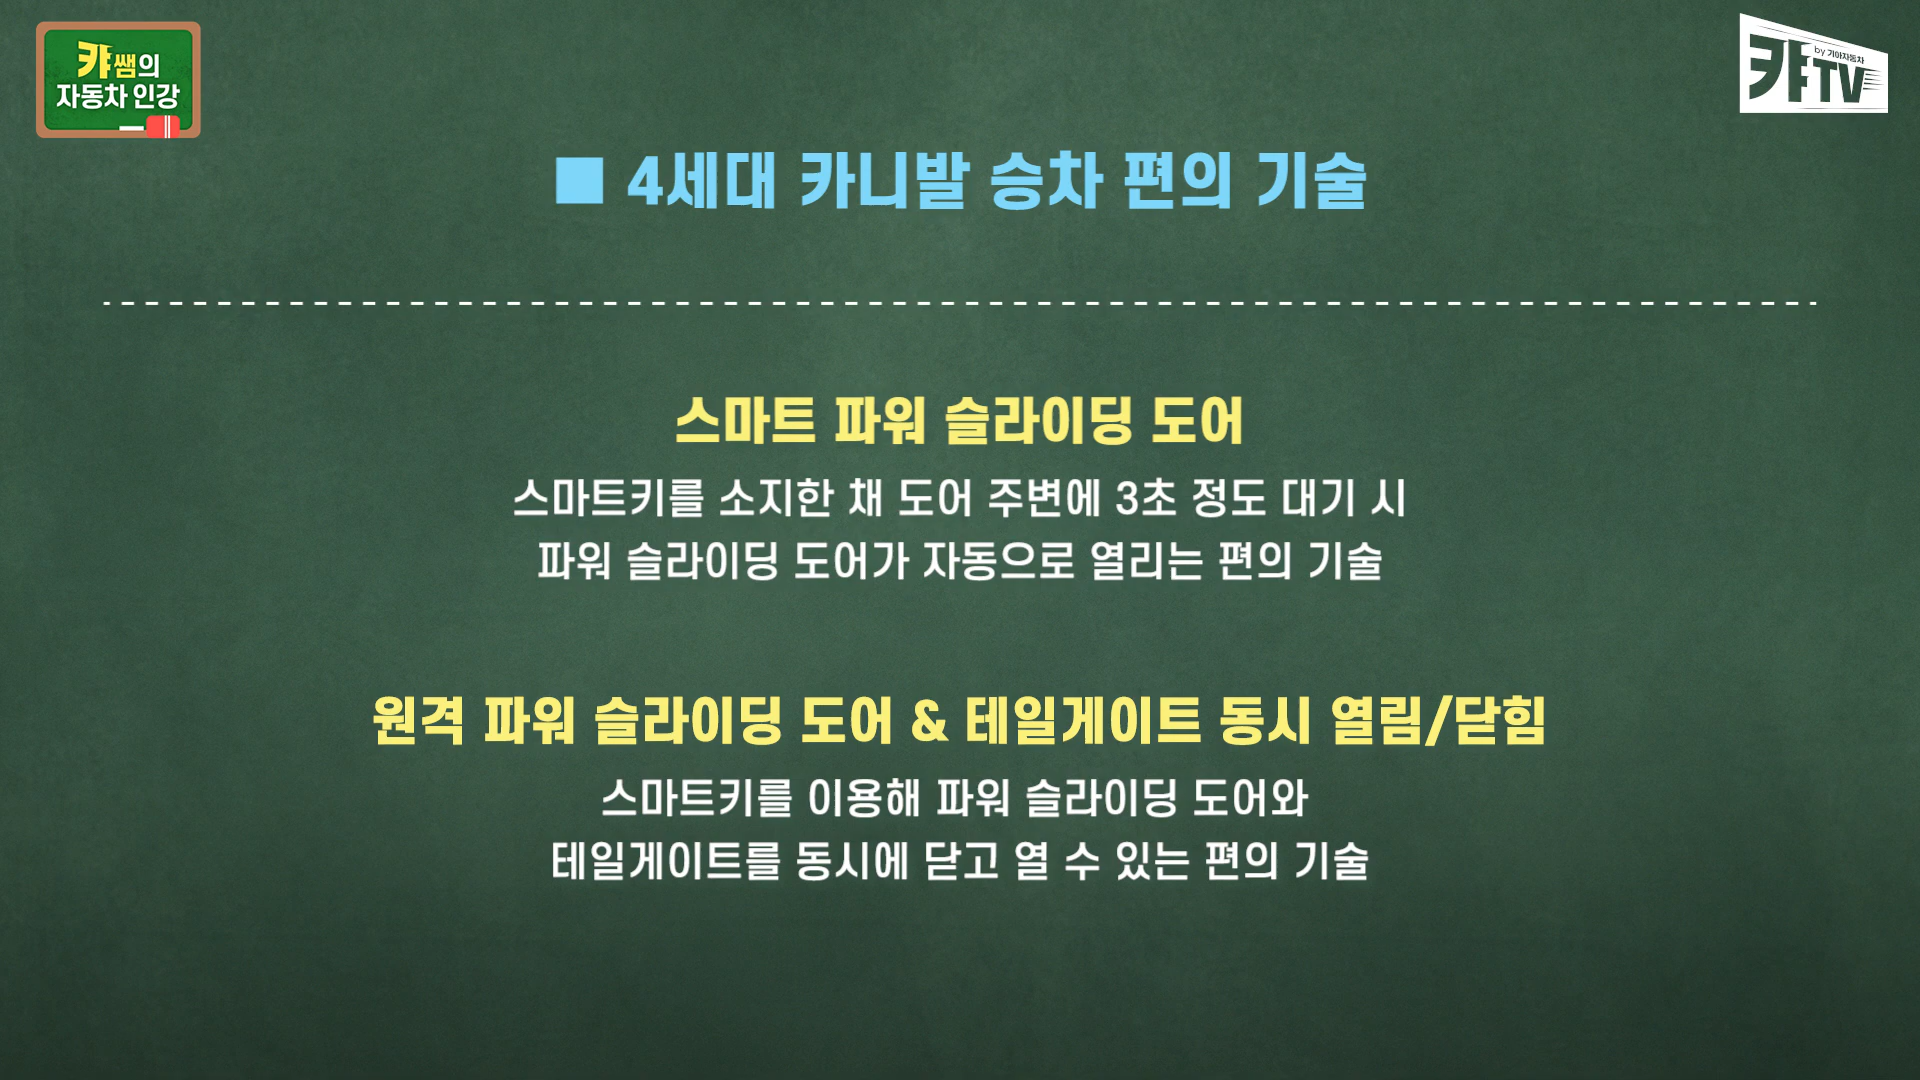 캬쌤의
자동차 인강
by 기아자동차
캬TV
■ 4세대 카니발 승차 편의 기술
스마트 파워 슬라이딩 도어
스마트키를 소지한 채 도어 주변에 3초 정도 대기 시
파워 슬라이딩 도어가 자동으로 열리는 편의 기술
원격 파워 슬라이딩 도어 & 테일게이트 동시 열림/닫힘
스마트키를 이용해 파워 슬라이딩 도어와
테일게이트를 동시에 닫고 열 수 있는 편의 기술